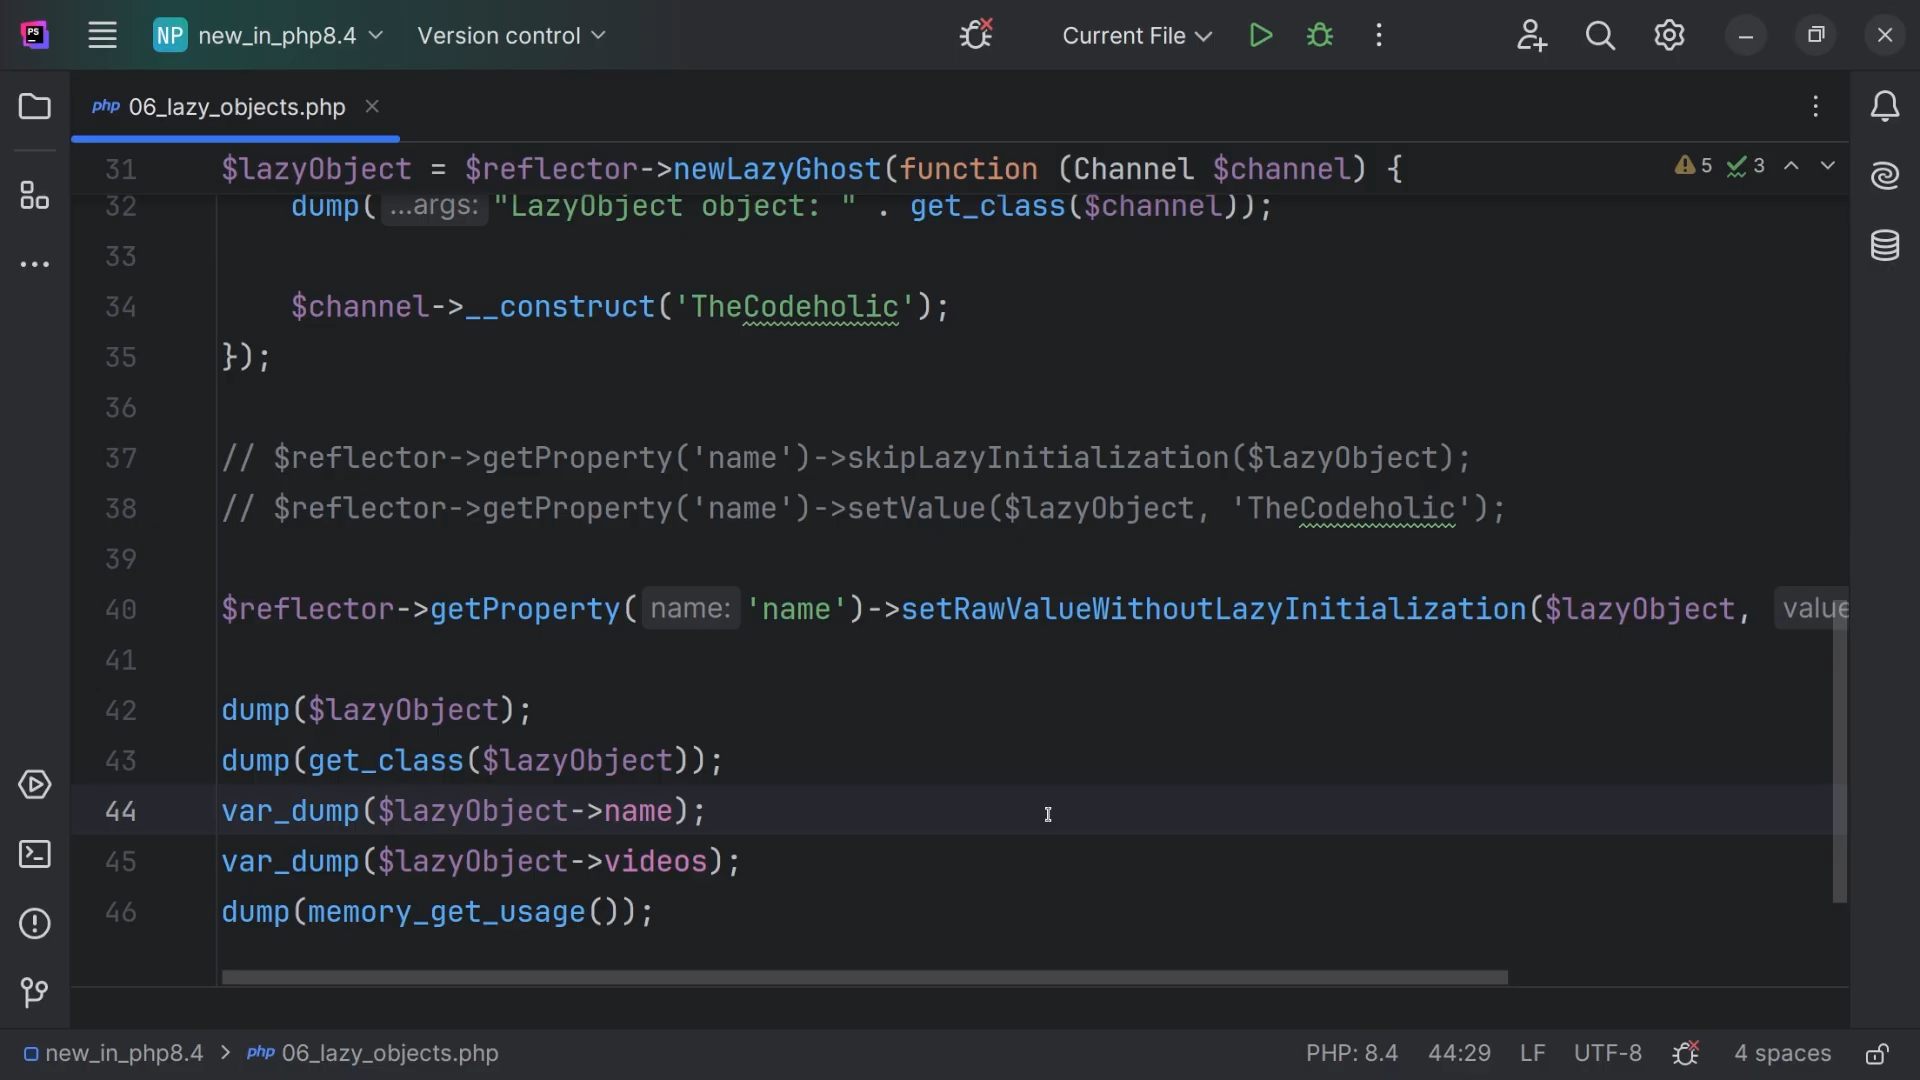 PS NP new_in_php8.4 Version control Current File
php 06_lazy_objects.php
31 $lazyObject = $reflector->newLazyGhost(function (Channel $channel) { 5 3
32 dump( ...args: "LazyObject object: " . get_class($channel));
33
34 $channel->__construct('TheCodeholic');
35 });
36
37 // $reflector->getProperty('name')->skipLazyInitialization($lazyObject);
38 // $reflector->getProperty('name')->setValue($lazyObject, 'TheCodeholic');
39
40 $reflector->getProperty( name: 'name')->setRawValueWithoutLazyInitialization($lazyObject, value
41
42 dump($lazyObject);
43 dump(get_class($lazyObject));
44 var_dump($lazyObject->name);
45 var_dump($lazyObject->videos);
46 dump(memory_get_usage());
new_in_php8.4 > php 06_lazy_objects.php PHP: 8.4 44:29 LF UTF-8 4 spaces